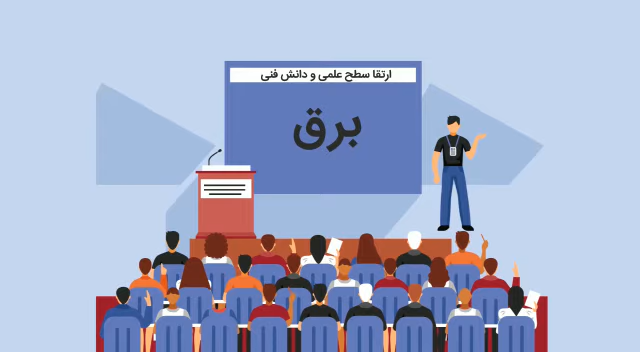 ارتقا سطح علمی و دانش فنی
برق